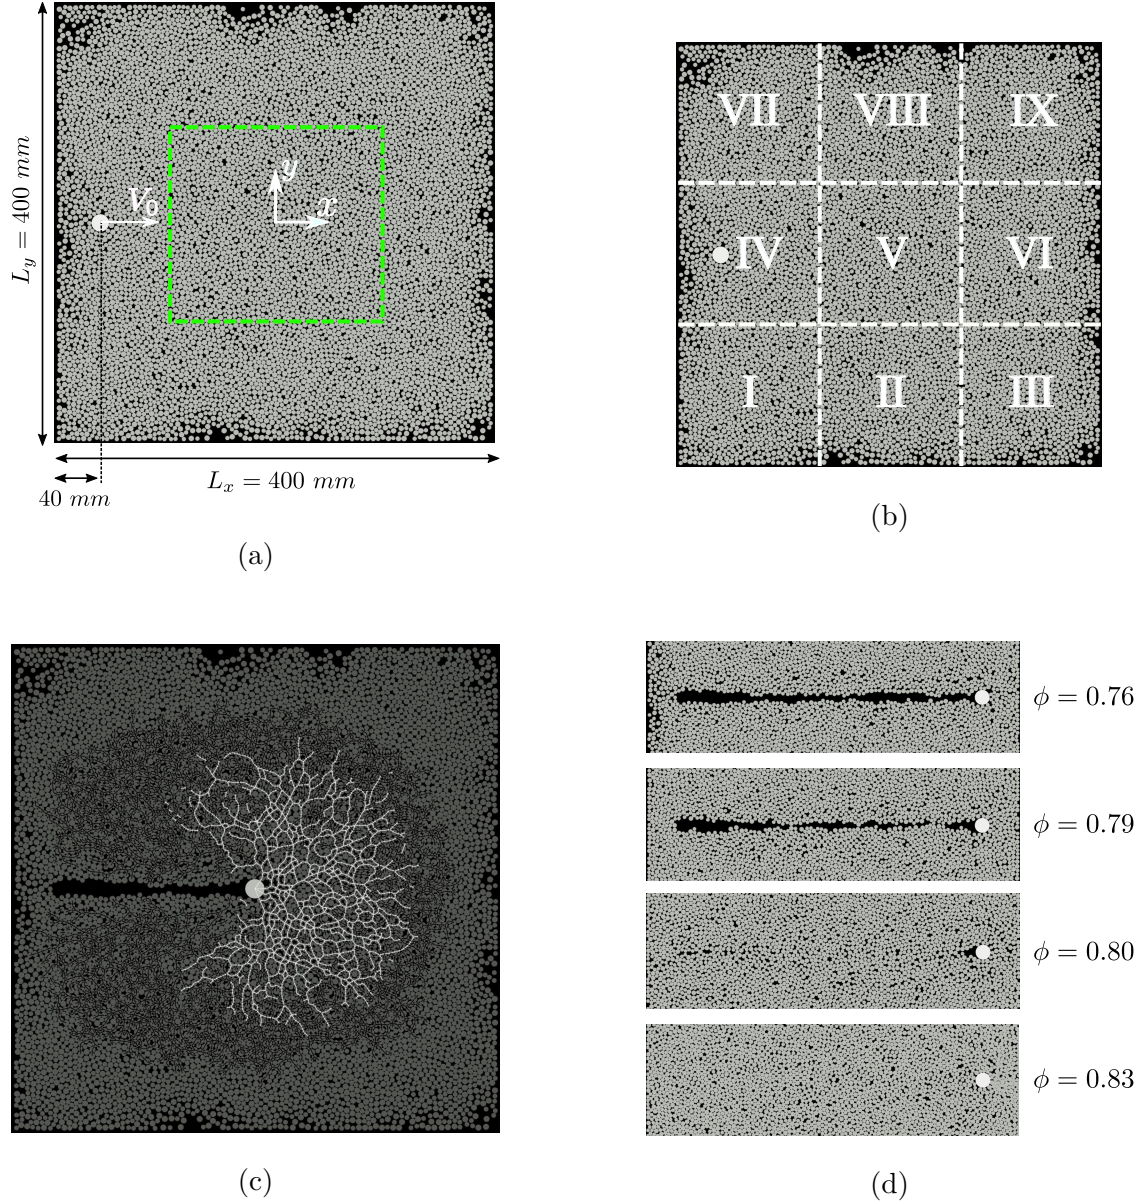 L_y = 400 mm
V_0
y
x
40 mm
L_x = 400 mm
(a)
VII VIII IX
IV V VI
I II III
(b)
(c)
ϕ = 0.76
ϕ = 0.79
ϕ = 0.80
ϕ = 0.83
(d)